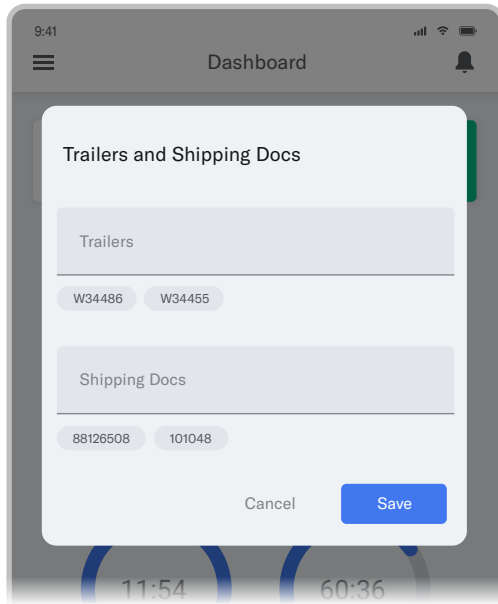 9:41
Dashboard
Trailers and Shipping Docs
Trailers
W34486 W34455
Shipping Docs
88126508 101048
Cancel Save
11:54 60:36